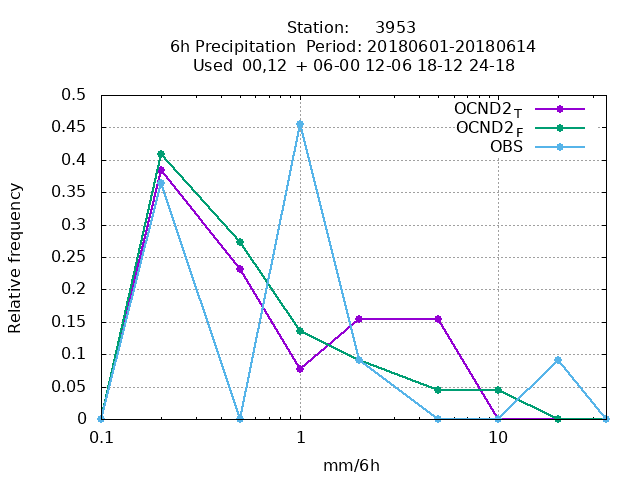 Station: 3953
6h Precipitation Period: 20180601-20180614
Used 00,12 + 06-00 12-06 18-12 24-18
OCND2T
OCND2F
OBS
0.5
0.45
0.4
0.35
0.3
0.25
0.2
0.15
0.1
0.05
0
Relative frequency
0.1 1 10
mm/6h